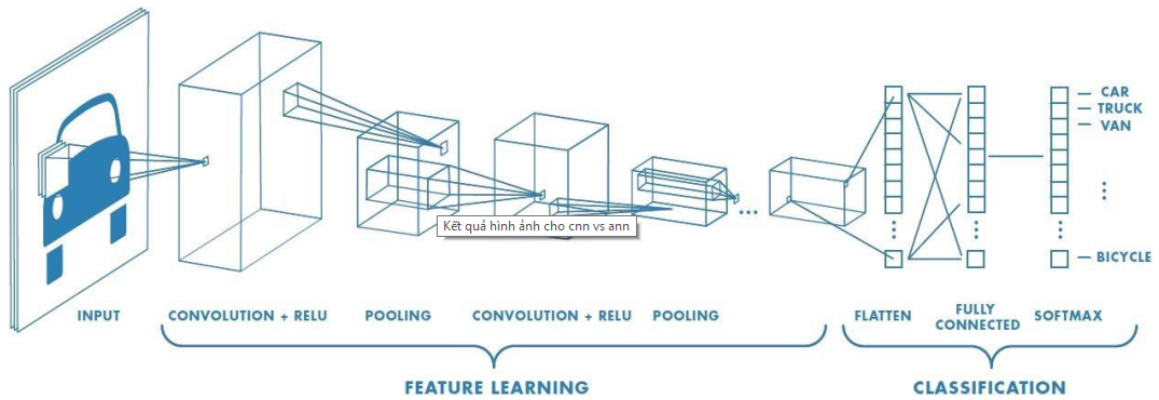 CAR
TRUCK
VAN
Kết quả hình ảnh cho cnn vs ann
BICYCLE
INPUT
CONVOLUTION + RELU
POOLING
CONVOLUTION + RELU
POOLING
FLATTEN
FULLY
CONNECTED
SOFTMAX
FEATURE LEARNING
CLASSIFICATION